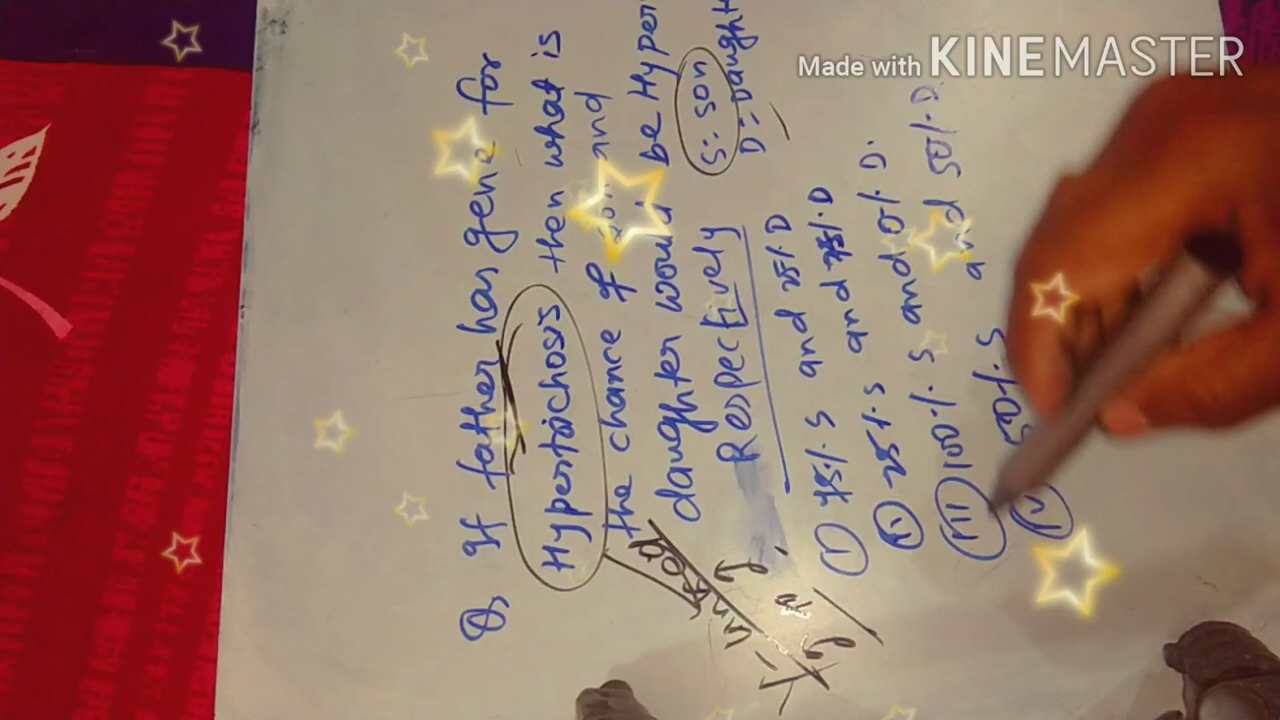 Q, If father has gene for
Hypertrichosis then what is
the chance of son and
daughter would be Hyper
Respectively
S: son
D = Daught
(I) 75%. S and 25%. D
(II) 25%. S and 75%. D
(III) 100%. S and 0%. D.
(IV) 50%. S and 50%. D.
Y-linked
Made with KINEMASTER